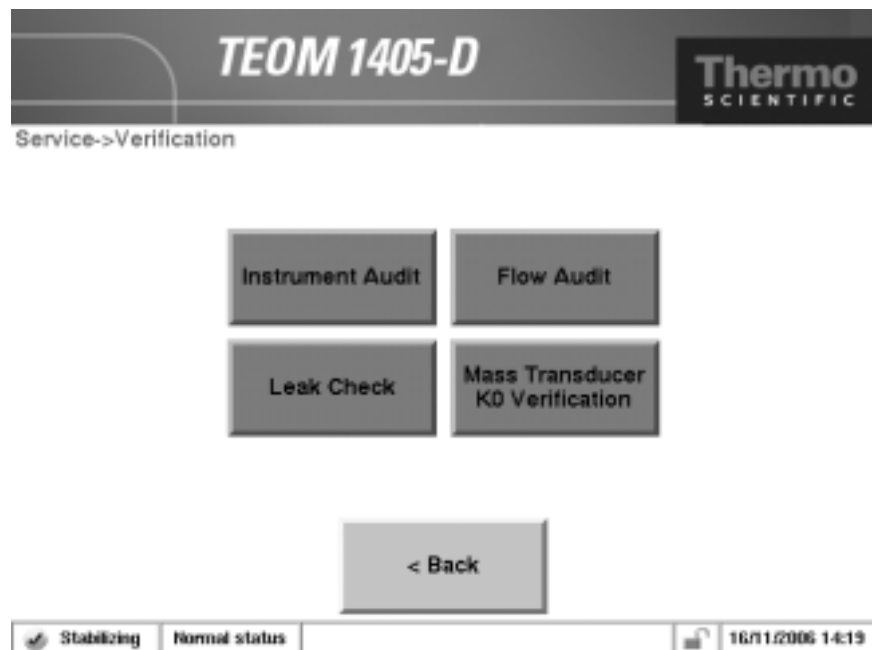 TEOM 1405-D
Thermo
SCIENTIFIC
Service->Verification
Instrument Audit
Flow Audit
Leak Check
Mass Transducer
K0 Verification
< Back
Stabilizing
Normal status
16/11/2006 14:19